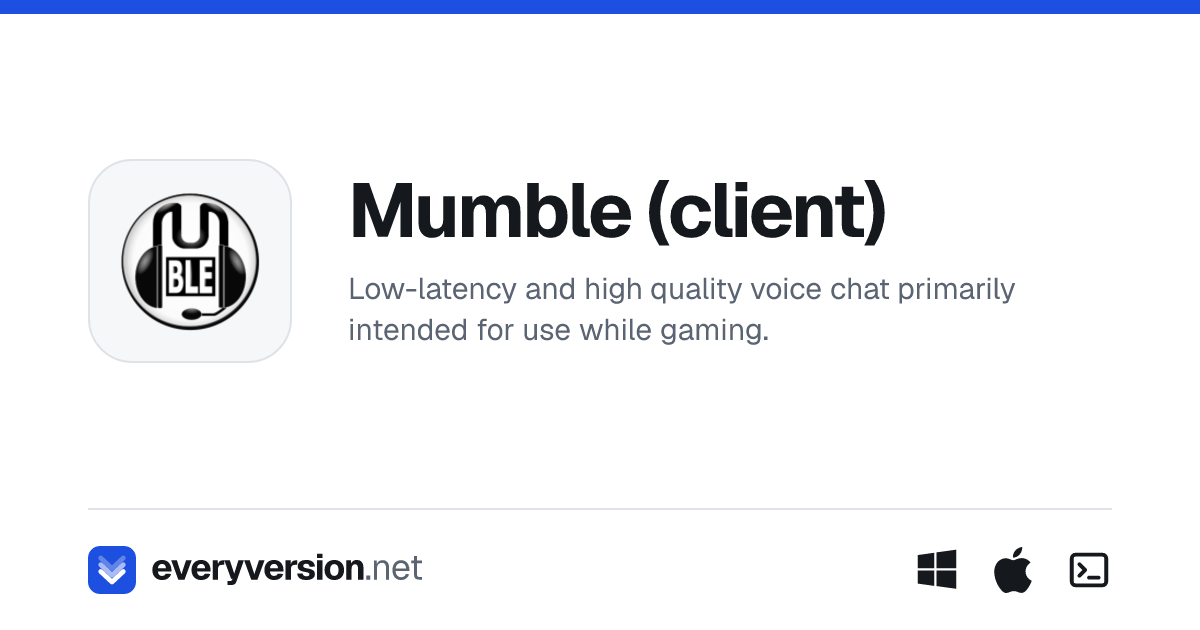 Mumble (client)
Low-latency and high quality voice chat primarily
intended for use while gaming.
BLE
everyversion.net